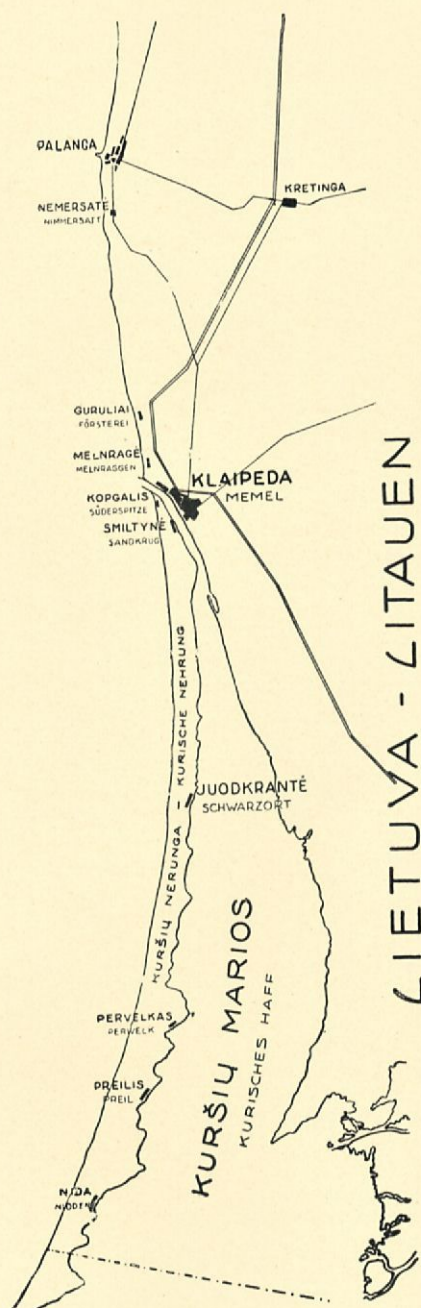 PALANGA
KRETINGA
NEMERSATE
NIMMERSATT
GURULIAI
FÖRSTEREI
MELNRAGĖ
MELNRAGGEN
KLAIPEDA
MEMEL
KOPGALIS
SÜDERSPITZE
SMILTYNĖ
SANDKRUG
KURŠIŲ NERUNGA - KURISCHE NEHRUNG
JUODKRANTĖ
SCHWARZORT
LIETUVA - LITAUEN
KURŠIŲ MARIOS
KURISCHES HAFF
PERVELKAS
PERWELK
PREILIS
PREIL
NIDA
NIDDEN